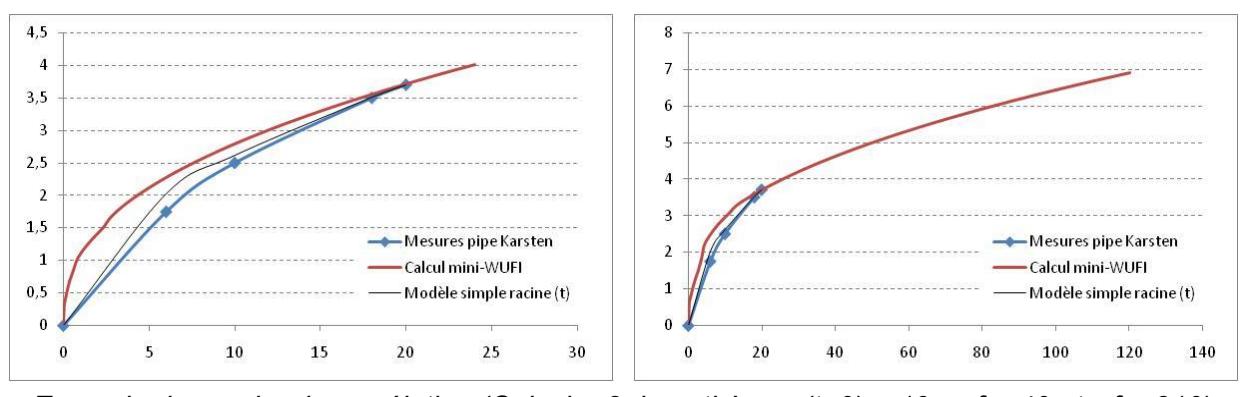 4,5
4
3,5
3
2,5
2
1,5
1
0,5
0
0 5 10 15 20 25 30
Mesures pipe Karsten
Calcul mini-WUFI
Modèle simple racine (t)
8
7
6
5
4
3
2
1
0
0 20 40 60 80 100 120 140
Mesures pipe Karsten
Calcul mini-WUFI
Modèle simple racine (t)